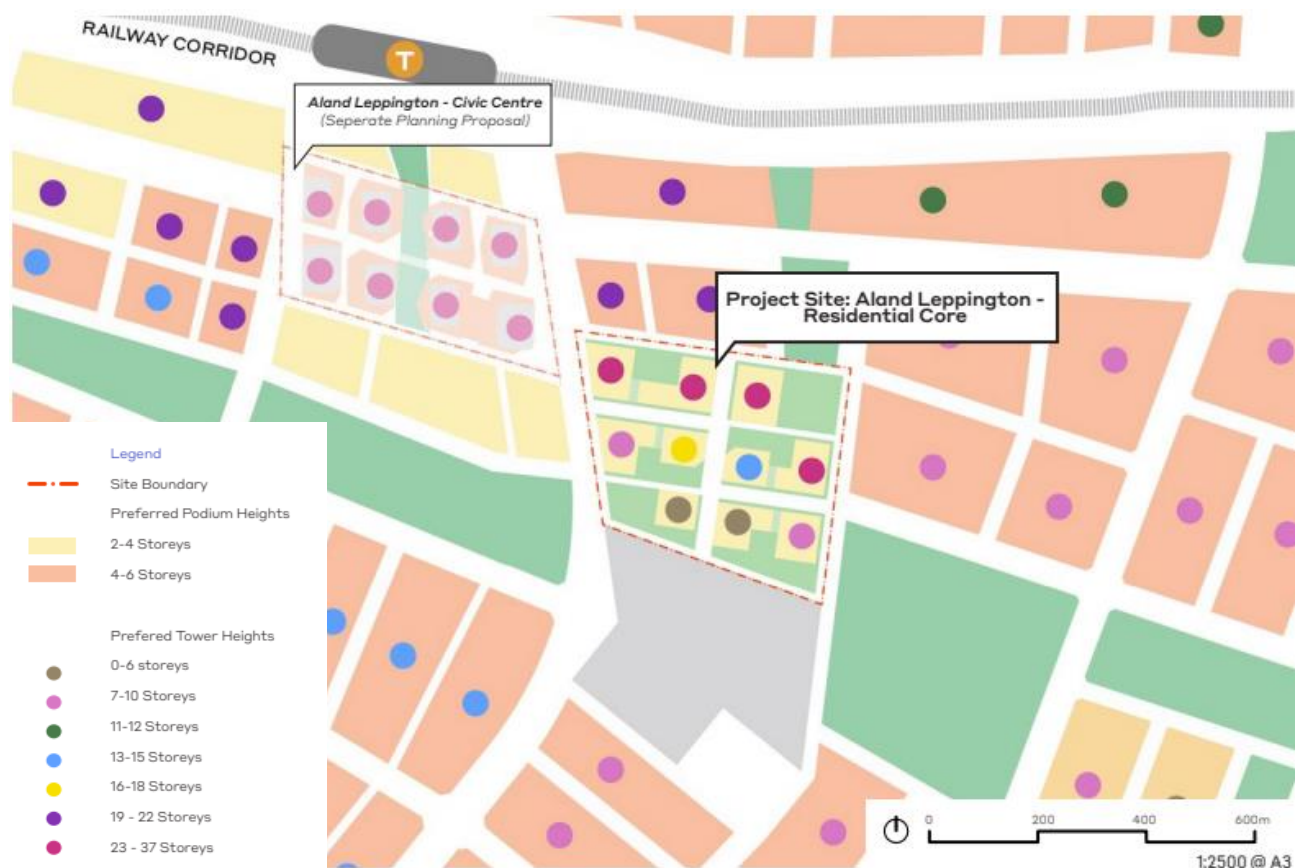 RAILWAY CORRIDOR
T
Aland Leppington - Civic Centre
(Seperate Planning Proposal)
Project Site: Aland Leppington -
Residential Core
Legend
Site Boundary
Preferred Podium Heights
2-4 Storeys
4-6 Storeys
Prefered Tower Heights
0-6 storeys
7-10 Storeys
11-12 Storeys
13-15 Storeys
16-18 Storeys
19 - 22 Storeys
23 - 37 Storeys
0 200 400 600m
1:2500 @ A3